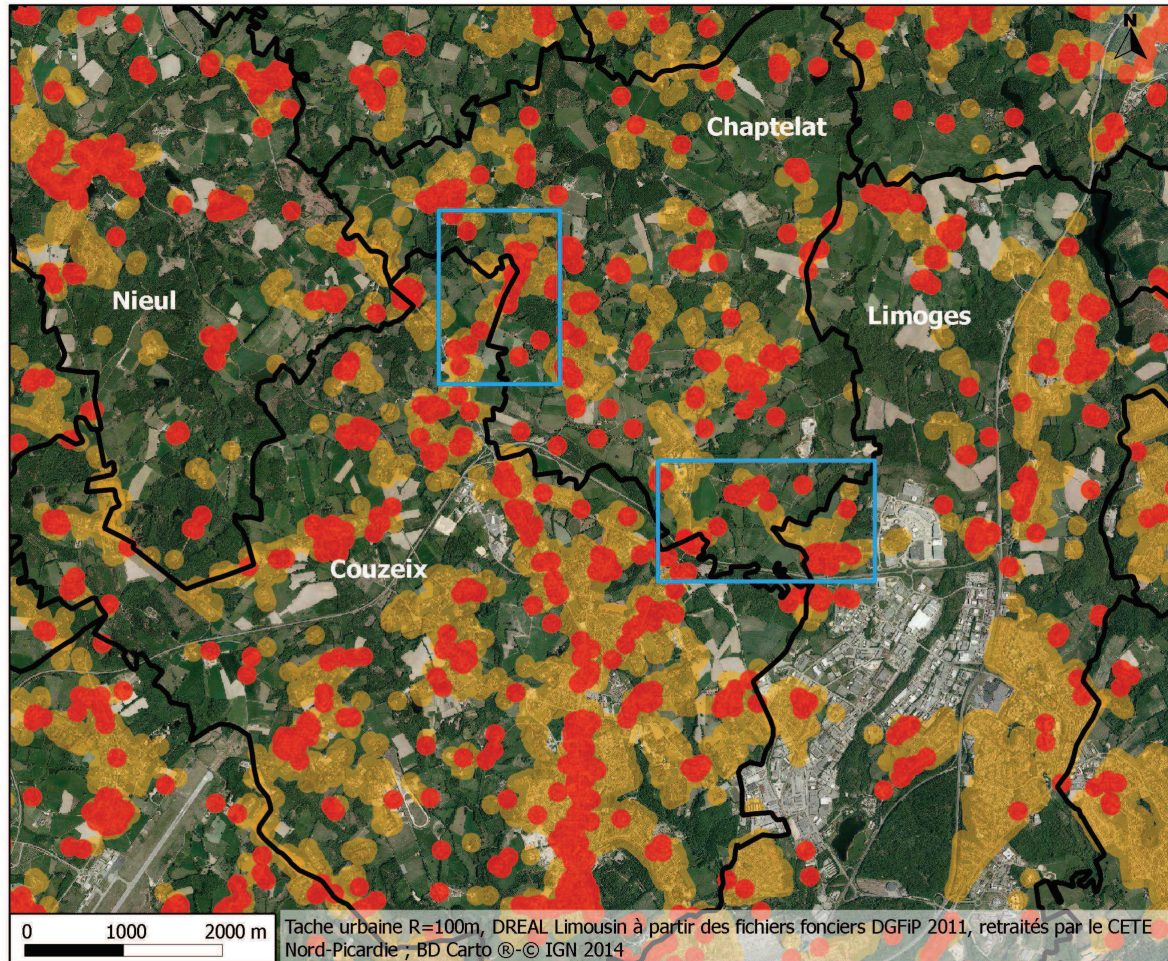 N
Chaptelat
Nieul
Limoges
Couzeix
0 1000 2000 m
Tache urbaine R=100m, DREAL Limousin à partir des fichiers fonciers DGFiP 2011, retraités par le CETE
Nord-Picardie ; BD Carto ®-© IGN 2014